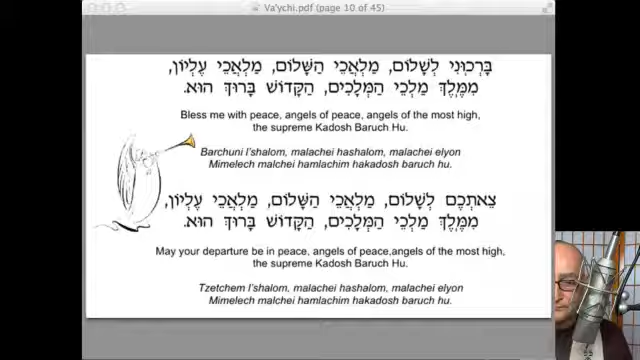 Va'ychi.pdf (page 10 of 45)
בָּרְכוּנִי לְשָׁלוֹם, מַלְאֲכֵי הַשָּׁלוֹם, מַלְאֲכֵי עֶלְיוֹן,
מִמֶּלֶךְ מַלְכֵי הַמְּלָכִים, הַקָּדוֹשׁ בָּרוּךְ הוּא.
Bless me with peace, angels of peace, angels of the most high,
the supreme Kadosh Baruch Hu.
Barchuni l'shalom, malachei hashalom, malachei elyon
Mimelech malchei hamlachim hakadosh baruch hu.
צֵאתְכֶם לְשָׁלוֹם, מַלְאֲכֵי הַשָּׁלוֹם, מַלְאֲכֵי עֶלְיוֹן,
מִמֶּלֶךְ מַלְכֵי הַמְּלָכִים, הַקָּדוֹשׁ בָּרוּךְ הוּא.
May your departure be in peace, angels of peace,angels of the most high,
the supreme Kadosh Baruch Hu.
Tzetchem l'shalom, malachei hashalom, malachei elyon
Mimelech malchei hamlachim hakadosh baruch hu.